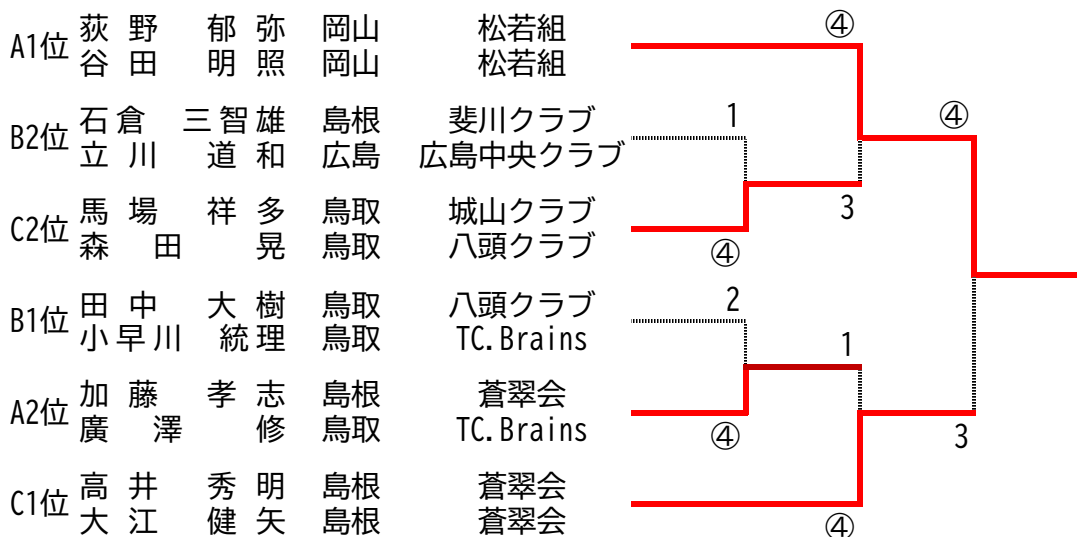 ④
A1位 荻野 郁弥 岡山 松若組
谷田 明照 岡山 松若組
1 ④
B2位 石倉 三智雄 島根 斐川クラブ
立川 道和 広島 広島中央クラブ
C2位 馬場 祥多 鳥取 城山クラブ 3
森田 晃 鳥取 八頭クラブ ④
B1位 田中 大樹 鳥取 八頭クラブ 2
小早川 統理 鳥取 TC.Brains 1
A2位 加藤 孝志 島根 蒼翠会
廣澤 修 鳥取 TC.Brains ④ 3
C1位 高井 秀明 島根 蒼翠会
大江 健矢 島根 蒼翠会 ④